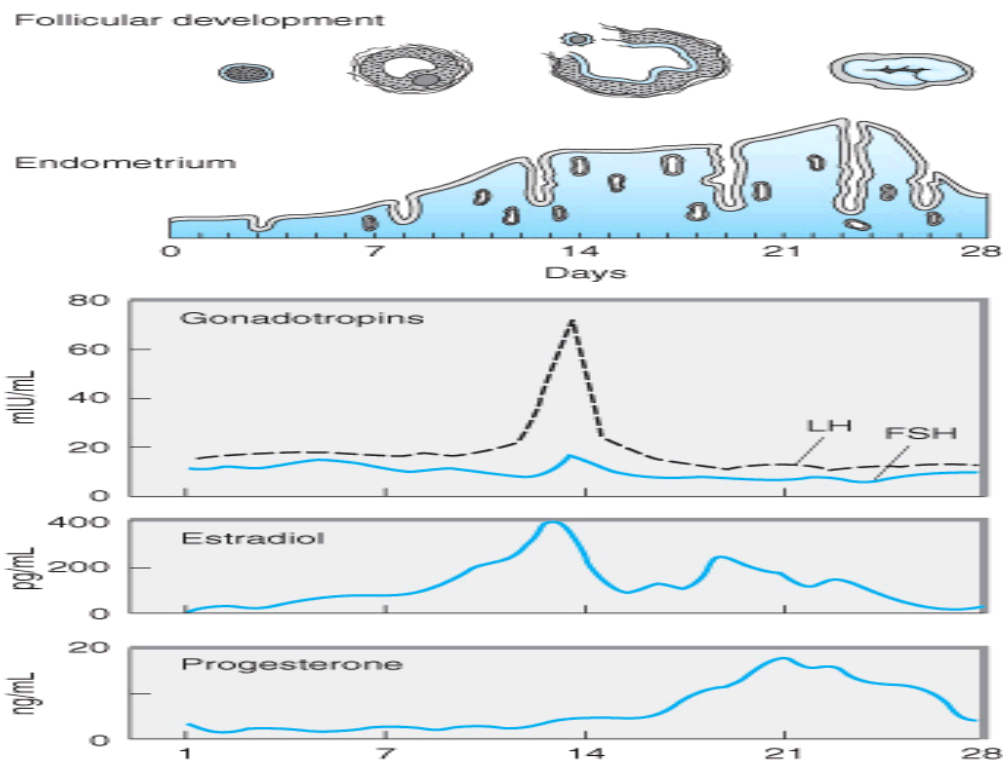 Follicular development
Endometrium
0 7 14 21 28
Days
80
Gonadotropins
60
mIU/mL
40
LH
FSH
20
0
400
Estradiol
pg/mL
200
0
20
Progesterone
ng/mL
0
1 7 14 21 28